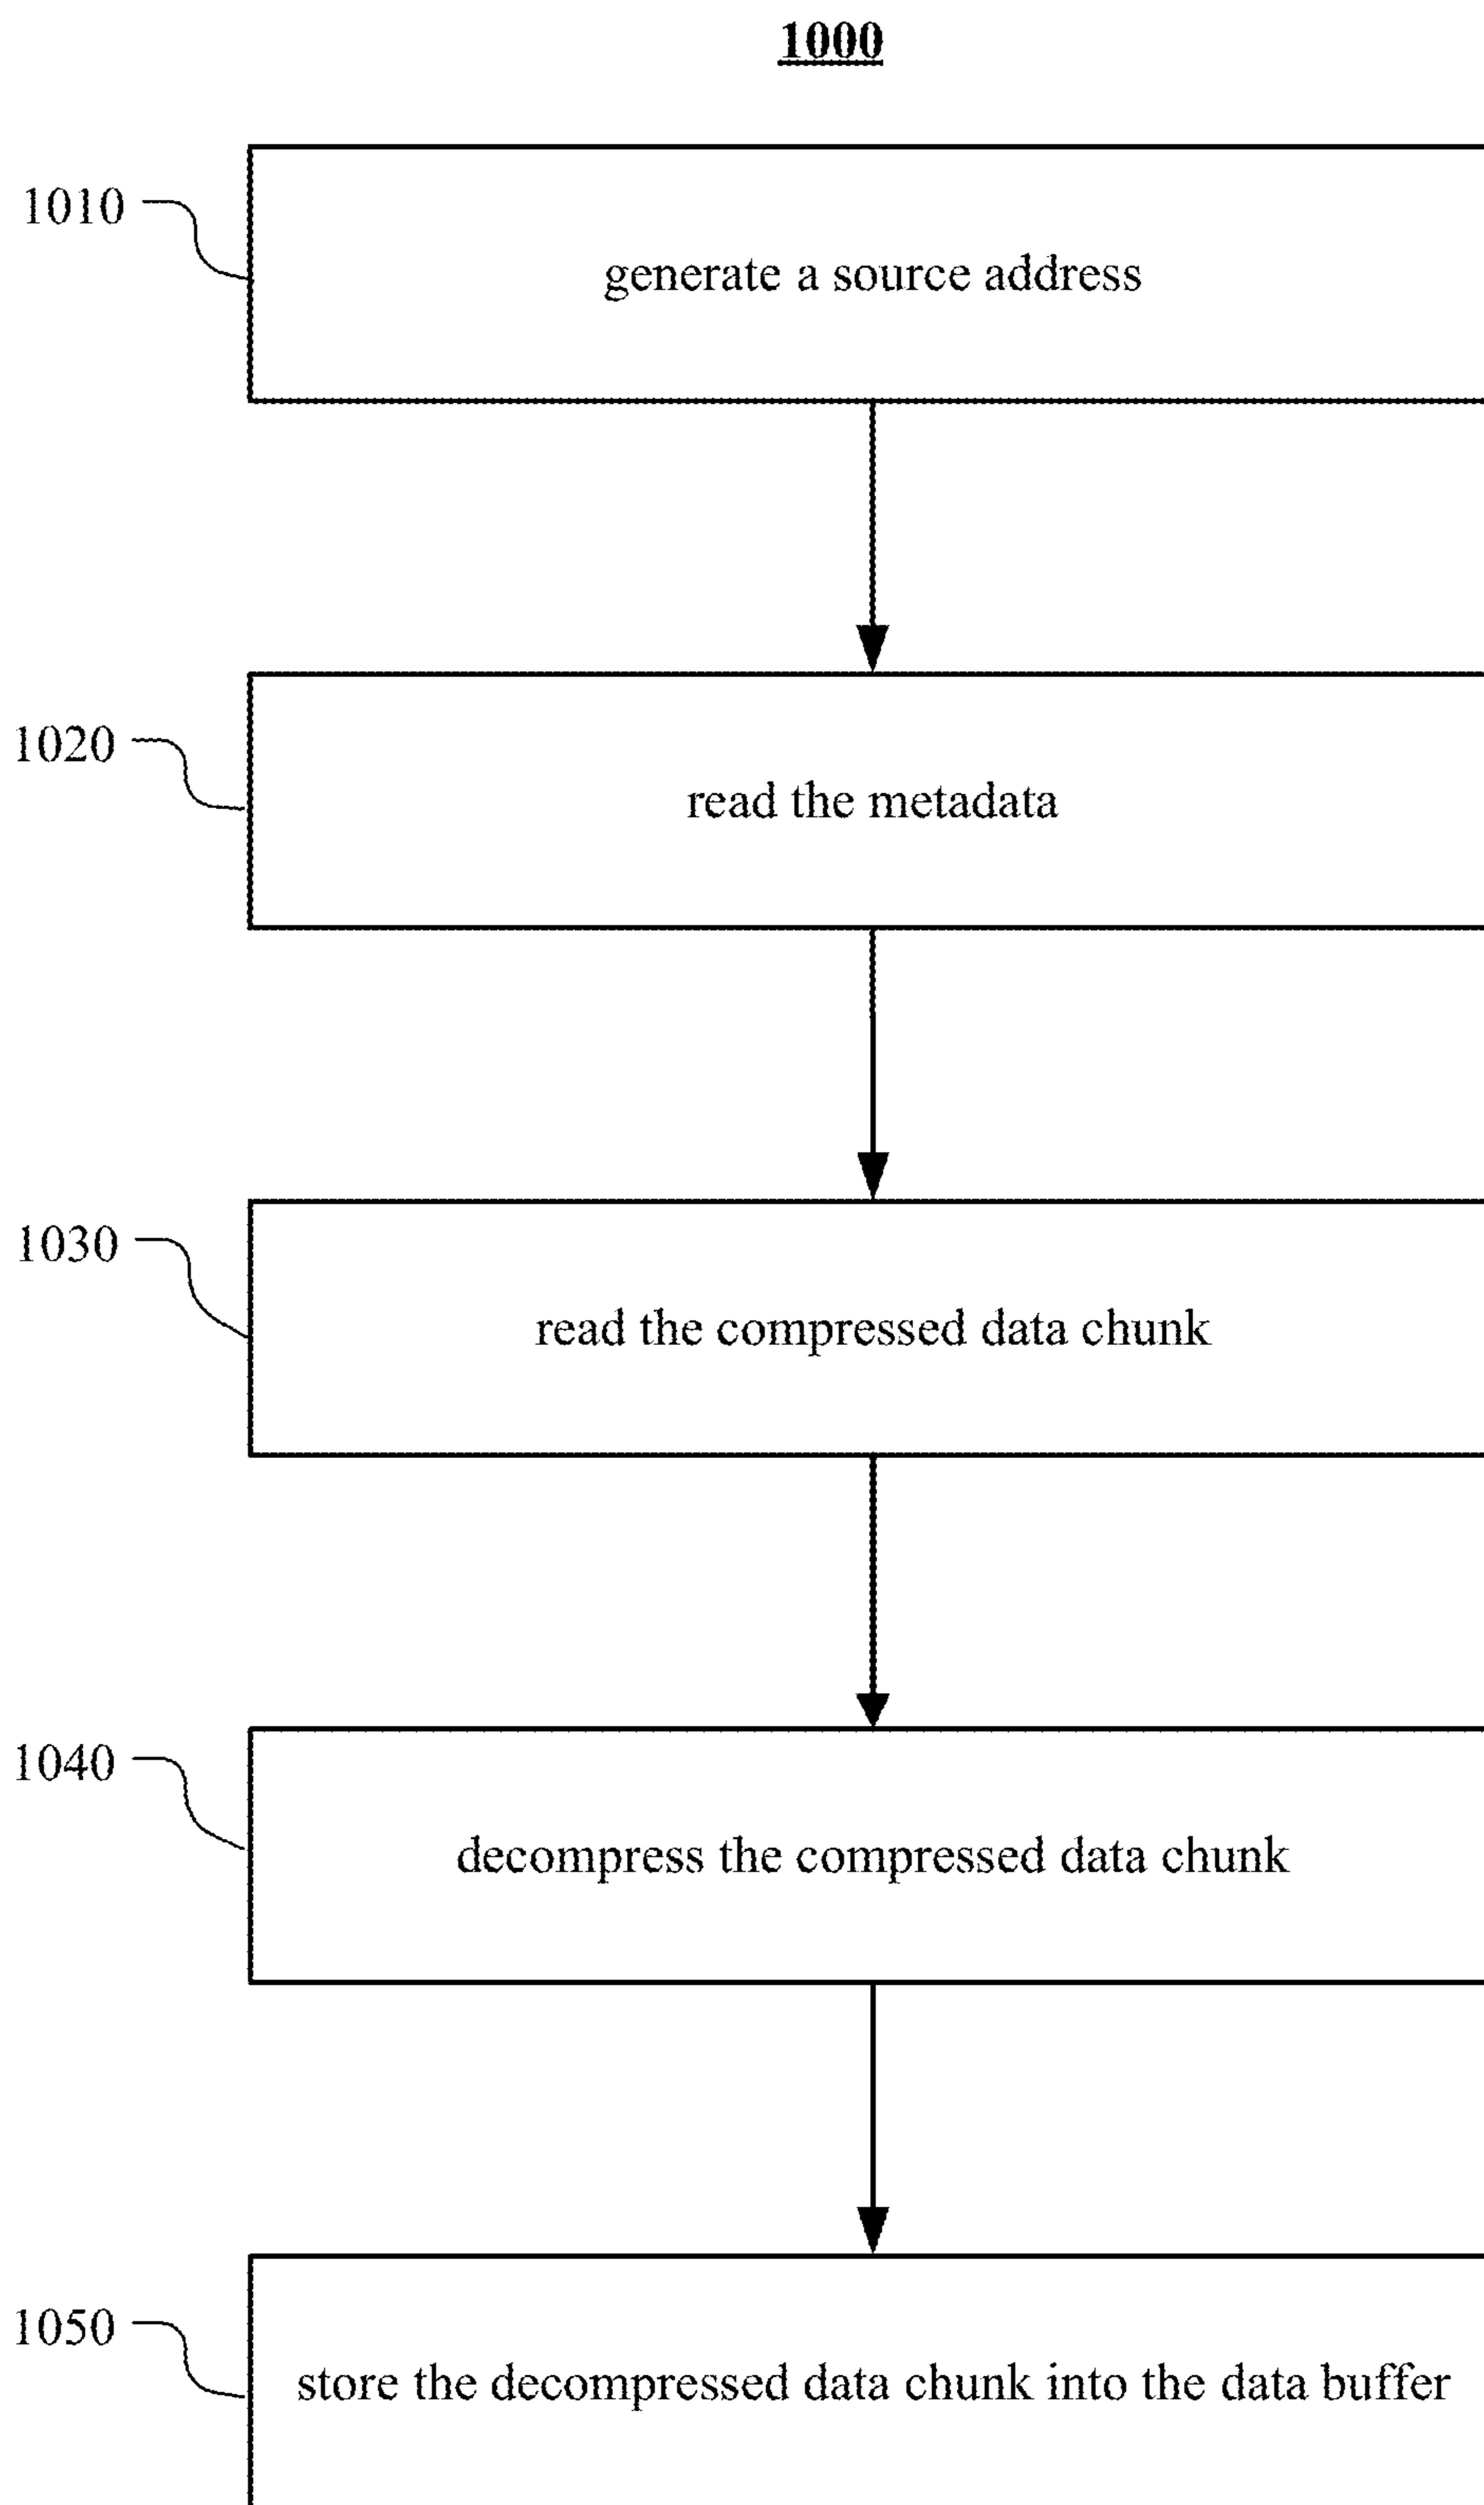 1000
1010
generate a source address
1020
read the metadata
1030
read the compressed data chunk
1040
decompress the compressed data chunk
1050
store the decompressed data chunk into the data buffer